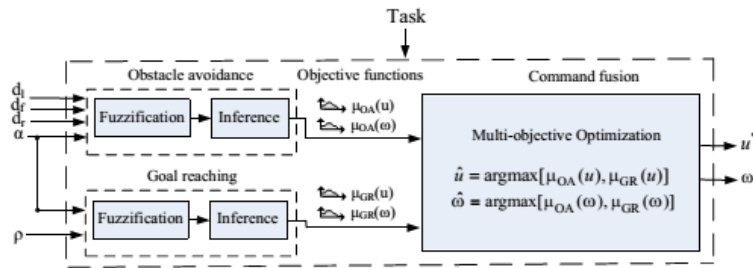 Task
Obstacle avoidance
Objective functions
Command fusion
d_l
d_f
d_r
α
Fuzzification
Inference
μ_OA(u)
μ_OA(ω)
Multi-objective Optimization
û = argmax[μ_OA(u), μ_GR(u)]
ω̂ = argmax[μ_OA(ω), μ_GR(ω)]
u'
ω
Goal reaching
ρ
Fuzzification
Inference
μ_GR(u)
μ_GR(ω)